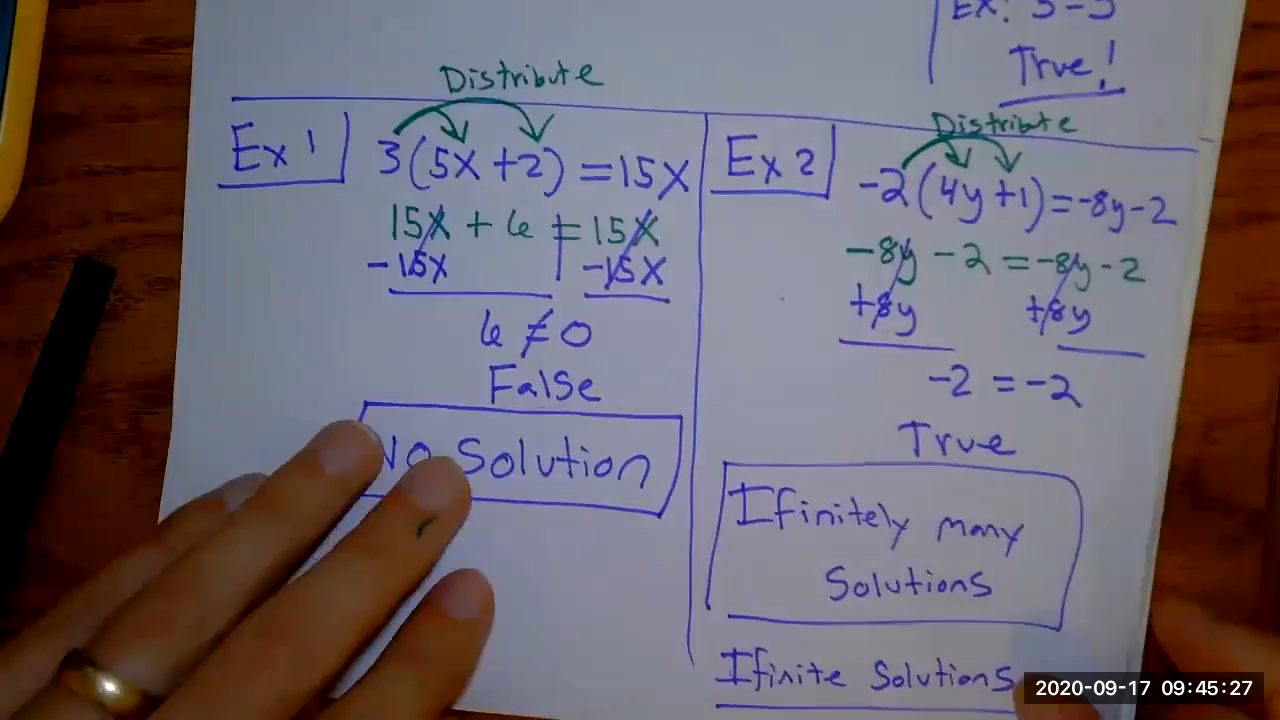 Ex: 5=5
True!
Distribute
Ex 1
3(5x+2)=15x
15x + 6 = 15x
-15x -15x
6 ≠ 0
False
No Solution
Distribute
Ex 2
-2(4y+1)=-8y-2
-8y-2=-8y-2
+8y +8y
-2 = -2
True
Ifinitely many
Solutions
Ifinite Solutions
2020-09-17 09:45:27